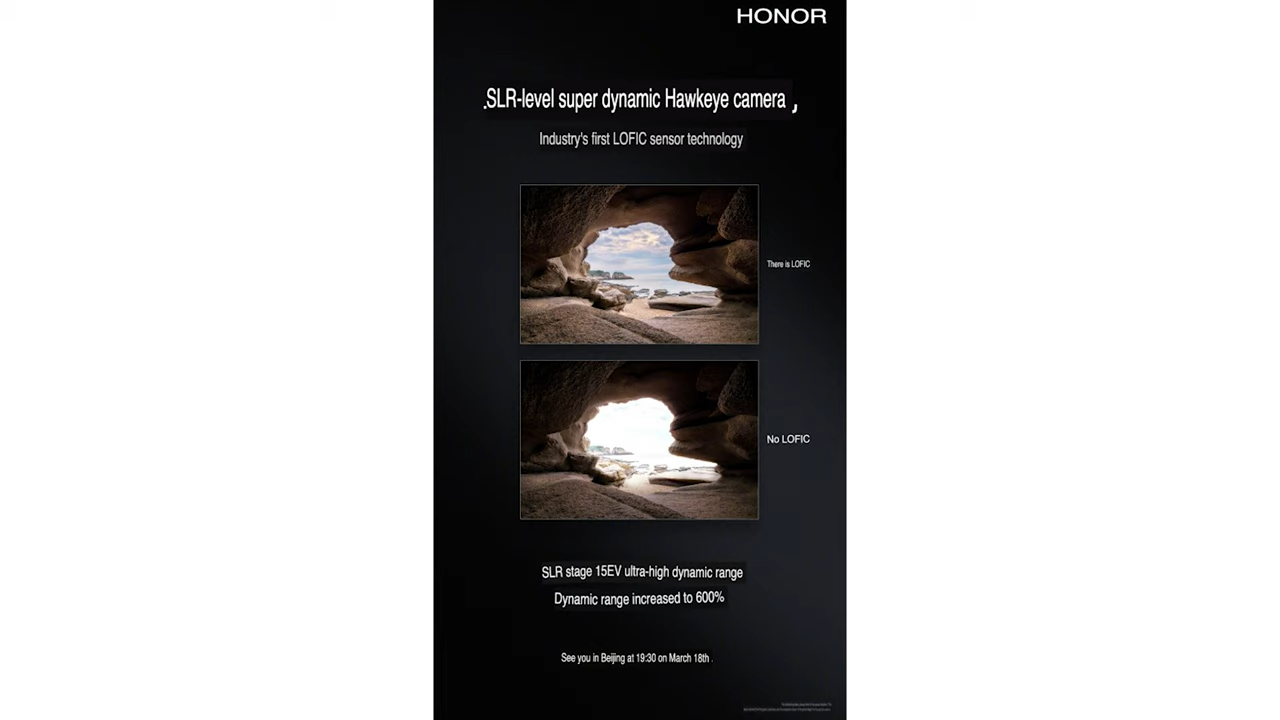 HONOR
.SLR-level super dynamic Hawkeye camera ,
Industry's first LOFIC sensor technology
There is LOFIC
No LOFIC
SLR stage 15EV ultra-high dynamic range
Dynamic range increased to 600%
See you in Beijing at 19:30 on March 18th .